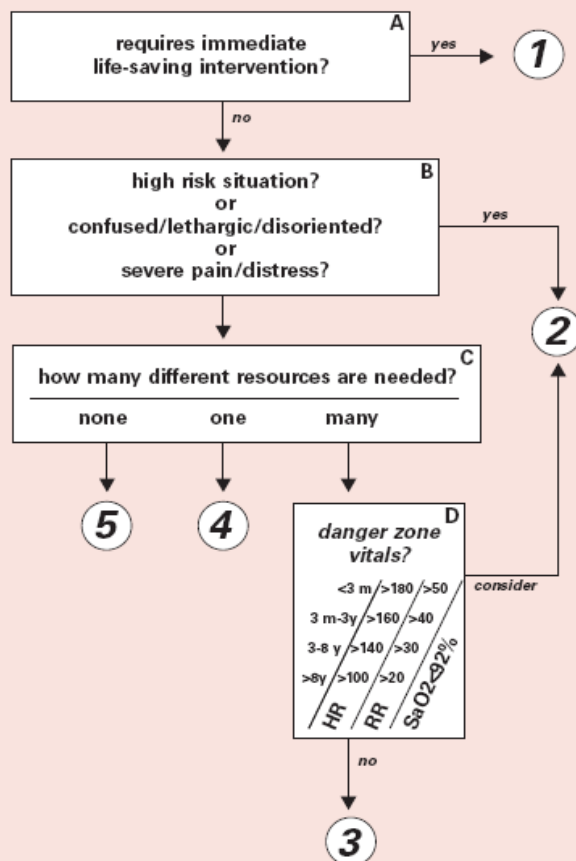 A
requires immediate
life-saving intervention?
yes
1
no
B
high risk situation?
or
confused/lethargic/disoriented?
or
severe pain/distress?
yes
2
C
how many different resources are needed?
none one many
5 4
D
danger zone
vitals?
<3 m >180 >50
3 m-3y >160 >40
3-8 y >140 >30
>8y >100 >20
HR RR SaO2<92%
consider
no
3